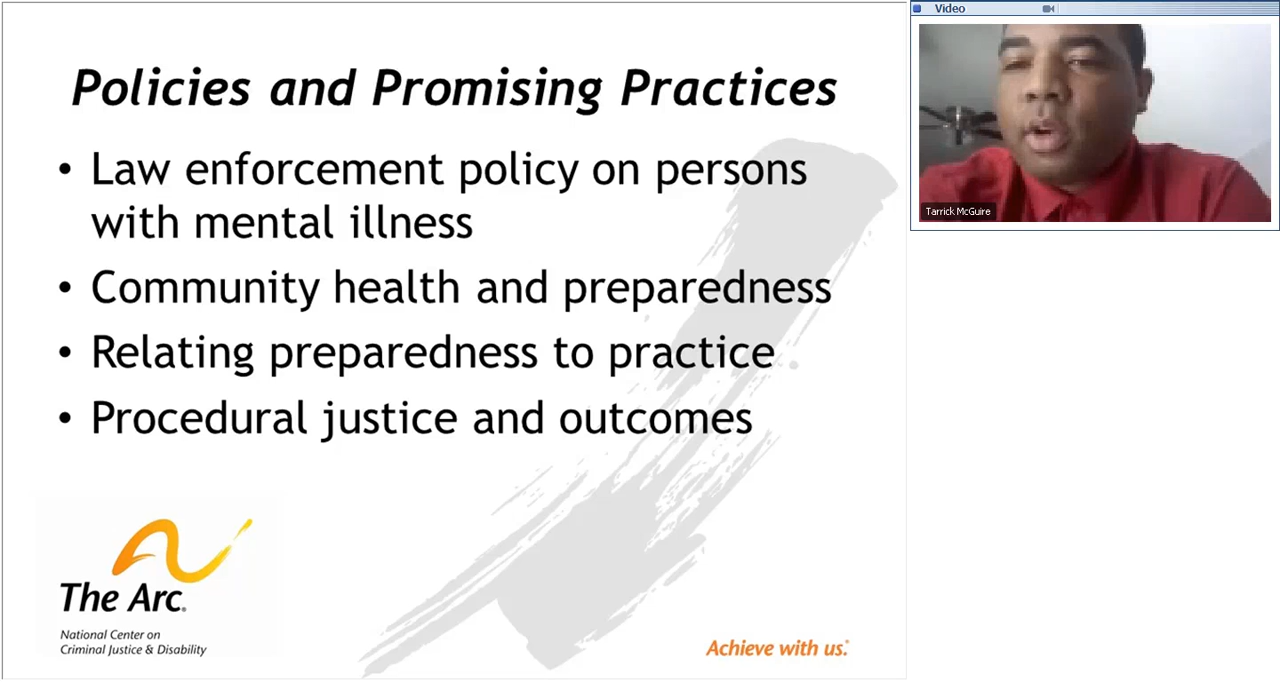 Policies and Promising Practices
• Law enforcement policy on persons
with mental illness
• Community health and preparedness
• Relating preparedness to practice
• Procedural justice and outcomes
The Arc®
National Center on
Criminal Justice & Disability
Achieve with us.®
Video
Tarrick McGuire